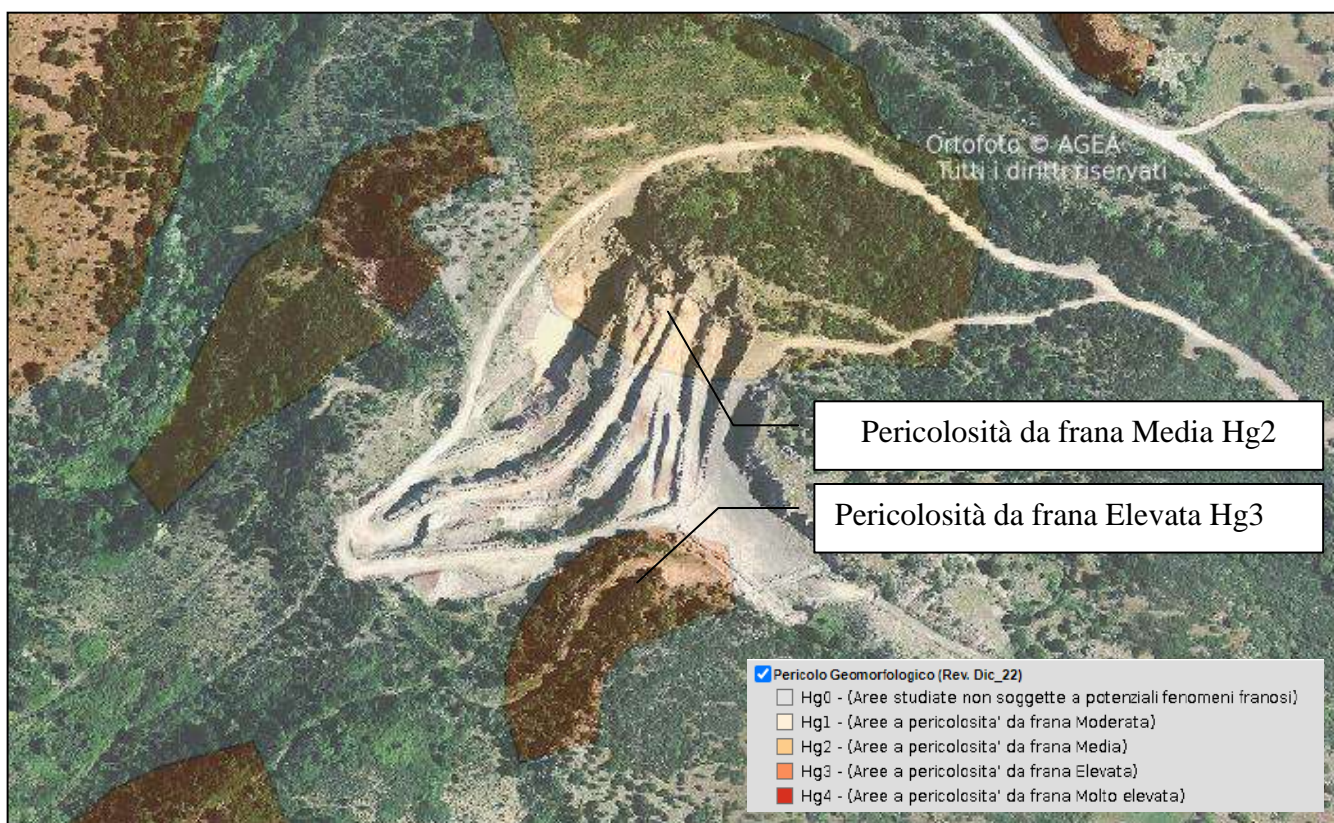 Ortofoto © AGEA
Tutti i diritti riservati
Pericolosità da frana Media Hg2
Pericolosità da frana Elevata Hg3
Pericolo Geomorfologico (Rev. Dic_22)
Hg0 - (Aree studiate non soggette a potenziali fenomeni franosi)
Hg1 - (Aree a pericolosita' da frana Moderata)
Hg2 - (Aree a pericolosita' da frana Media)
Hg3 - (Aree a pericolosita' da frana Elevata)
Hg4 - (Aree a pericolosita' da frana Molto elevata)